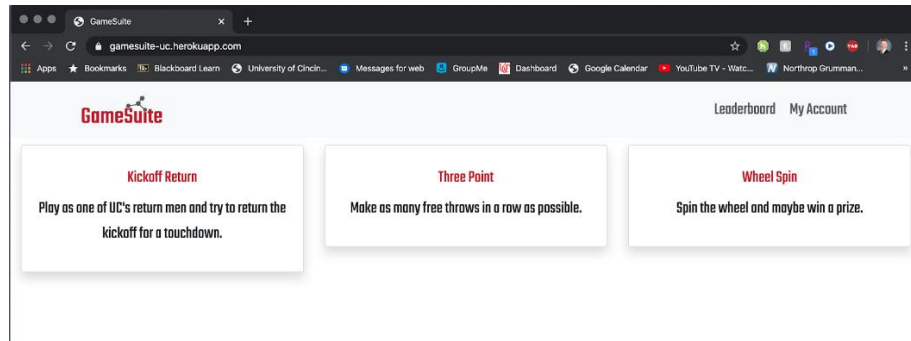 GameSuite
gamesuite-uc.herokuapp.com
Apps Bookmarks Blackboard Learn University of Cincin... Messages for web GroupMe Dashboard Google Calendar YouTube TV - Watc... Northrop Grumman... »
GameSuite Leaderboard My Account
Kickoff Return
Play as one of UC's return men and try to return the
kickoff for a touchdown.
Three Point
Make as many free throws in a row as possible.
Wheel Spin
Spin the wheel and maybe win a prize.